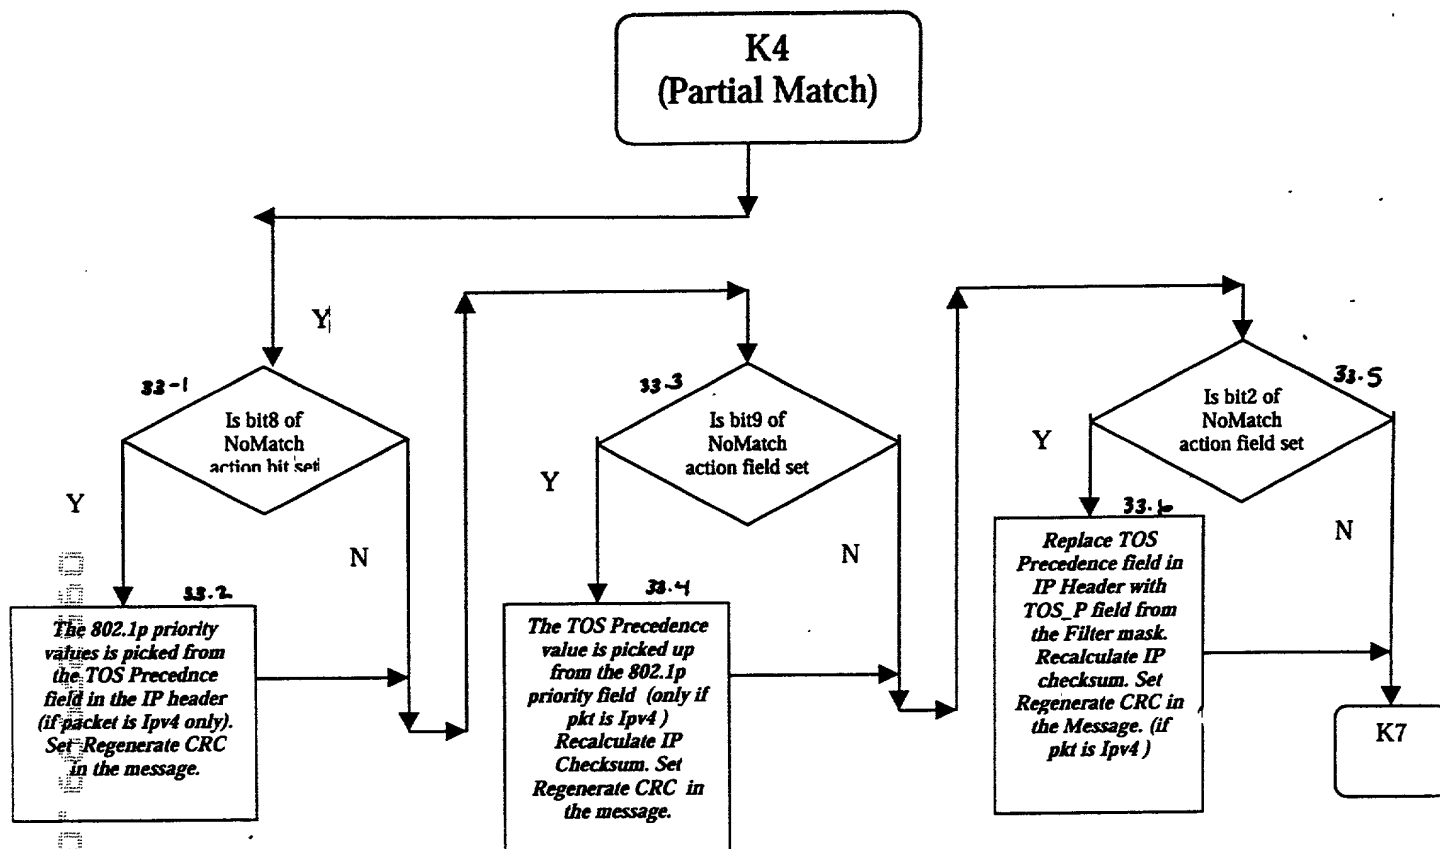 K4
(Partial Match)
Y
33-1
Is bit8 of
NoMatch
action bit set
Y
N
33.2
The 802.1p priority
values is picked from
the TOS Precednce
field in the IP header
(if packet is Ipv4 only).
Set Regenerate CRC
in the message.
33.3
Is bit9 of
NoMatch
action field set
Y
N
33.4
The TOS Precedence
value is picked up
from the 802.1p
priority field (only if
pkt is Ipv4 )
Recalculate IP
Checksum. Set
Regenerate CRC in
the message.
33.5
Is bit2 of
NoMatch
action field set
Y
N
33.6
Replace TOS
Precedence field in
IP Header with
TOS_P field from
the Filter mask.
Recalculate IP
checksum. Set
Regenerate CRC in
the Message. (if
pkt is Ipv4 )
K7